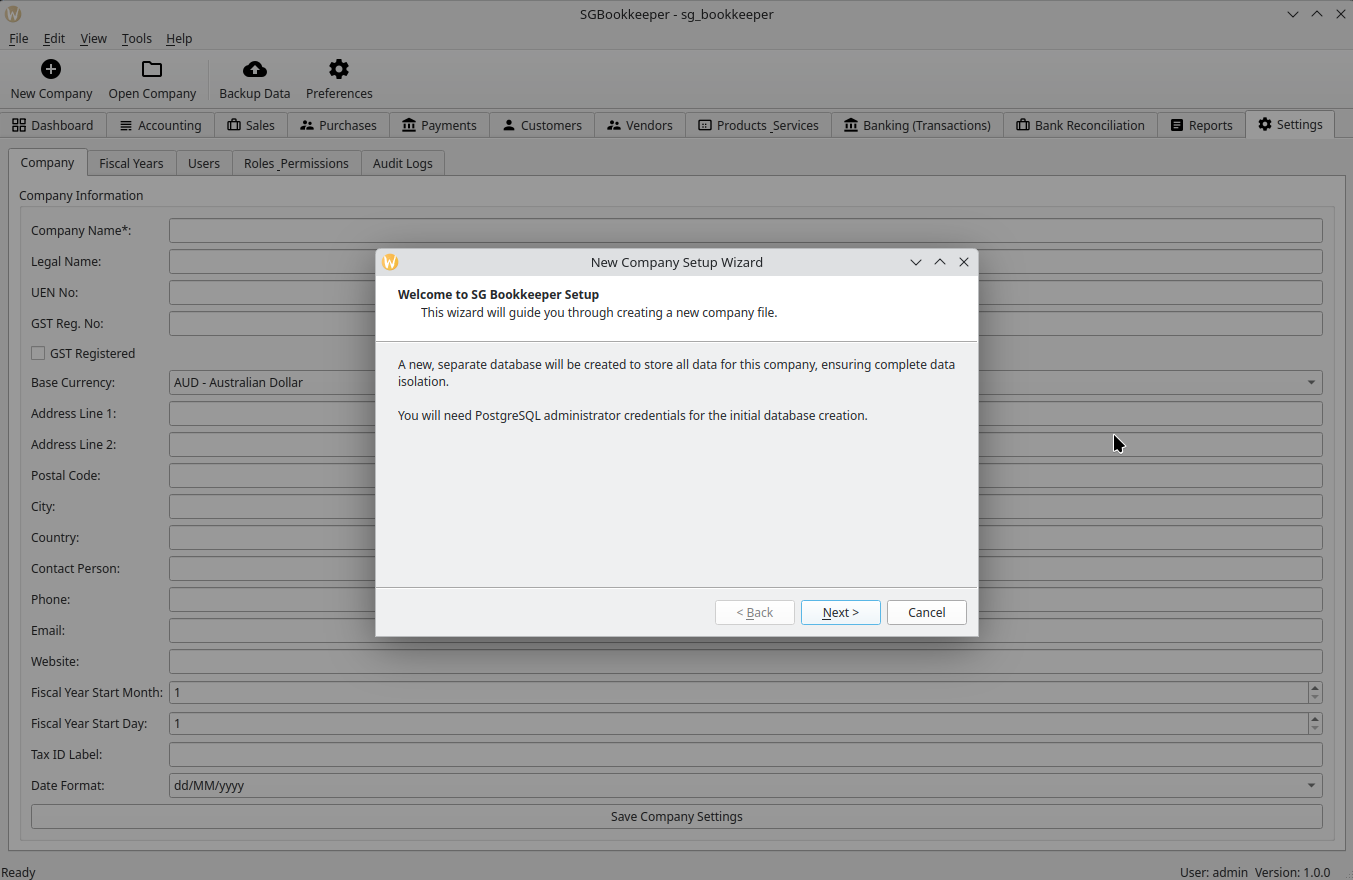 SGBookkeeper - sg_bookkeeper
File Edit View Tools Help
New Company Open Company Backup Data Preferences
Dashboard Accounting Sales Purchases Payments Customers Vendors Products _Services Banking (Transactions) Bank Reconciliation Reports Settings
Company Fiscal Years Users Roles _Permissions Audit Logs
Company Information
Company Name*:
Legal Name:
UEN No:
GST Reg. No:
GST Registered
Base Currency: AUD - Australian Dollar
Address Line 1:
Address Line 2:
Postal Code:
City:
Country:
Contact Person:
Phone:
Email:
Website:
Fiscal Year Start Month: 1
Fiscal Year Start Day: 1
Tax ID Label:
Date Format: dd/MM/yyyy
Save Company Settings
New Company Setup Wizard
Welcome to SG Bookkeeper Setup
This wizard will guide you through creating a new company file.
A new, separate database will be created to store all data for this company, ensuring complete data
isolation.
You will need PostgreSQL administrator credentials for the initial database creation.
< Back Next > Cancel
Ready User: admin Version: 1.0.0